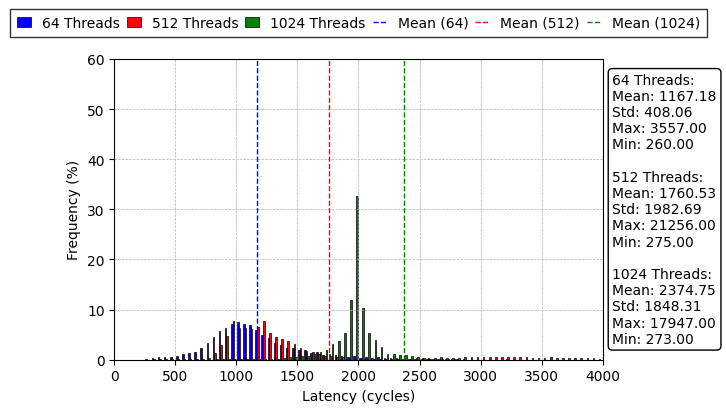 64 Threads 512 Threads 1024 Threads Mean (64) Mean (512) Mean (1024)
Frequency (%)
60
50
40
30
20
10
0
0 500 1000 1500 2000 2500 3000 3500 4000
Latency (cycles)
64 Threads:
Mean: 1167.18
Std: 408.06
Max: 3557.00
Min: 260.00
512 Threads:
Mean: 1760.53
Std: 1982.69
Max: 21256.00
Min: 275.00
1024 Threads:
Mean: 2374.75
Std: 1848.31
Max: 17947.00
Min: 273.00